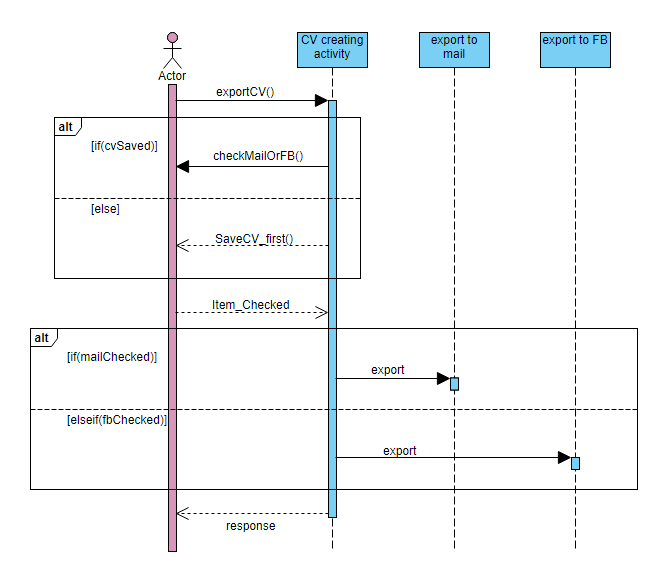 CV creating
activity
export to
mail
export to FB
Actor
exportCV()
alt
[if(cvSaved)]
checkMailOrFB()
[else]
SaveCV_first()
Item_Checked
alt
[if(mailChecked)]
export
[elseif(fbChecked)]
export
response